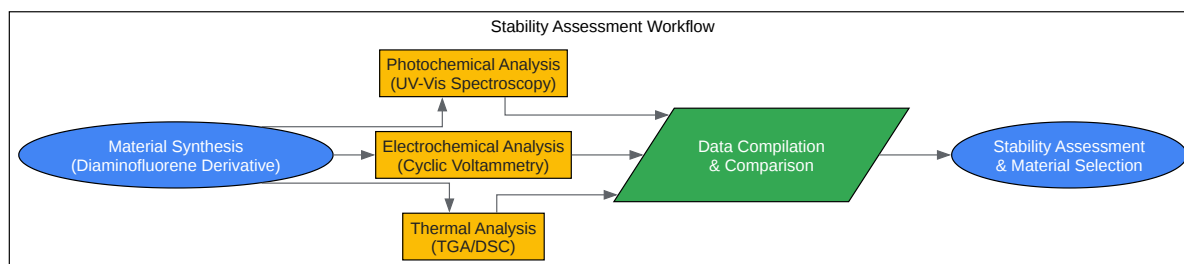 Stability Assessment Workflow
Photochemical Analysis
(UV-Vis Spectroscopy)
Material Synthesis
(Diaminofluorene Derivative)
Electrochemical Analysis
(Cyclic Voltammetry)
Data Compilation
& Comparison
Stability Assessment
& Material Selection
Thermal Analysis
(TGA/DSC)